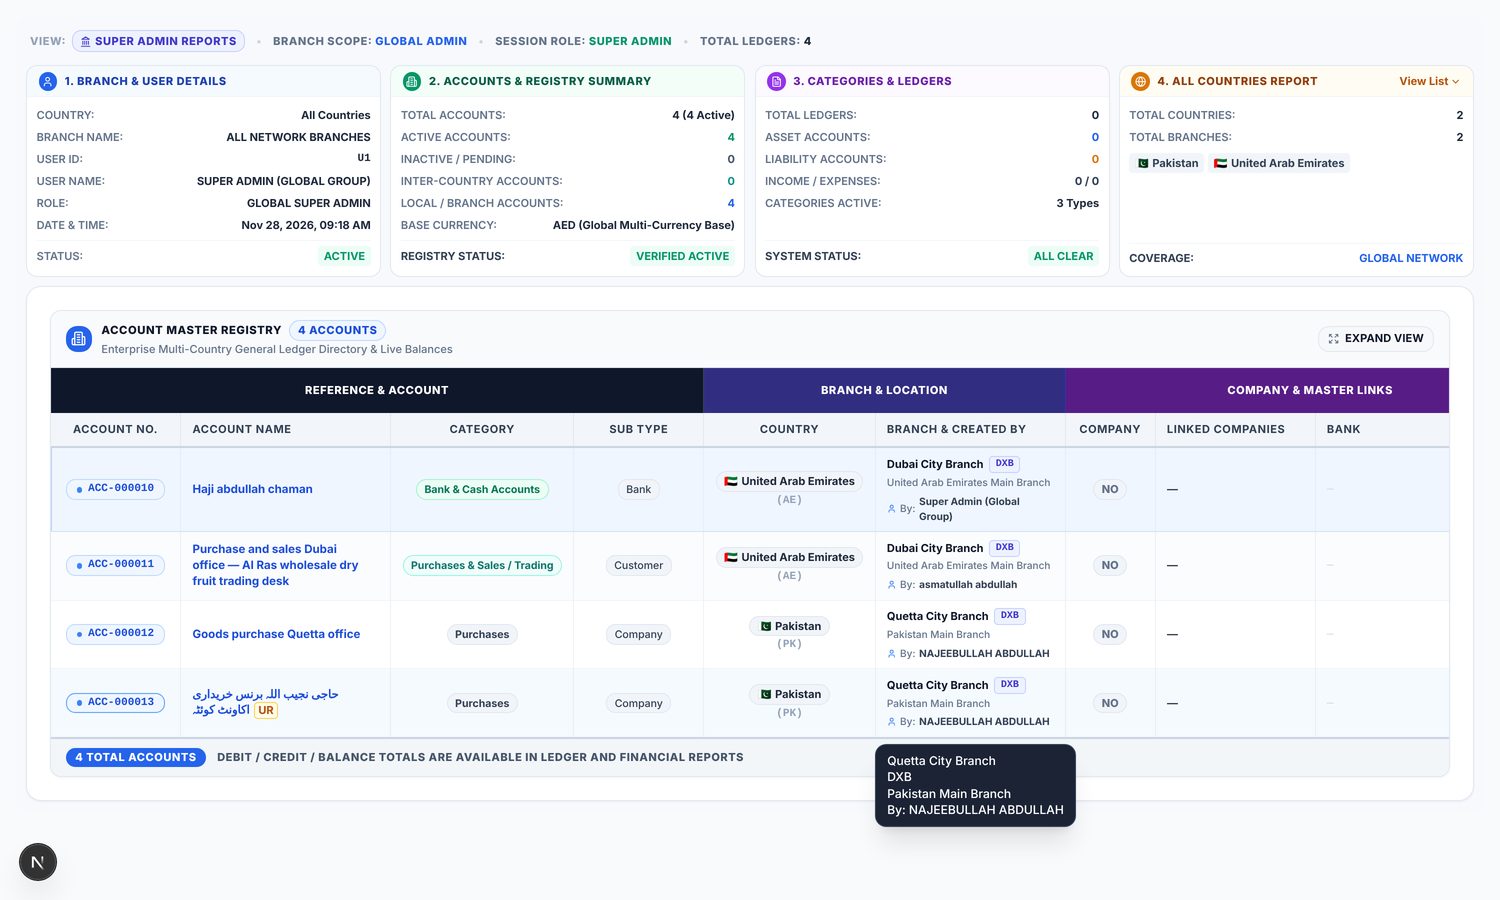 VIEW: SUPER ADMIN REPORTS • BRANCH SCOPE: GLOBAL ADMIN • SESSION ROLE: SUPER ADMIN • TOTAL LEDGERS: 4
1. BRANCH & USER DETAILS
COUNTRY: All Countries
BRANCH NAME: ALL NETWORK BRANCHES
USER ID: U1
USER NAME: SUPER ADMIN (GLOBAL GROUP)
ROLE: GLOBAL SUPER ADMIN
DATE & TIME: Nov 28, 2026, 09:18 AM
STATUS: ACTIVE
2. ACCOUNTS & REGISTRY SUMMARY
TOTAL ACCOUNTS: 4 (4 Active)
ACTIVE ACCOUNTS: 4
INACTIVE / PENDING: 0
INTER-COUNTRY ACCOUNTS: 0
LOCAL / BRANCH ACCOUNTS: 4
BASE CURRENCY: AED (Global Multi-Currency Base)
REGISTRY STATUS: VERIFIED ACTIVE
3. CATEGORIES & LEDGERS
TOTAL LEDGERS: 0
ASSET ACCOUNTS: 0
LIABILITY ACCOUNTS: 0
INCOME / EXPENSES: 0 / 0
CATEGORIES ACTIVE: 3 Types
SYSTEM STATUS: ALL CLEAR
4. ALL COUNTRIES REPORT View List
TOTAL COUNTRIES: 2
TOTAL BRANCHES: 2
Pakistan United Arab Emirates
COVERAGE: GLOBAL NETWORK
ACCOUNT MASTER REGISTRY 4 ACCOUNTS
Enterprise Multi-Country General Ledger Directory & Live Balances
EXPAND VIEW
REFERENCE & ACCOUNT BRANCH & LOCATION COMPANY & MASTER LINKS
ACCOUNT NO. ACCOUNT NAME CATEGORY SUB TYPE COUNTRY BRANCH & CREATED BY COMPANY LINKED COMPANIES BANK
ACC-000010
Haji abdullah chaman
Bank & Cash Accounts
Bank
United Arab Emirates
(AE)
Dubai City Branch DXB
United Arab Emirates Main Branch
By: Super Admin (Global
Group)
NO
—
—
ACC-000011
Purchase and sales Dubai
office — Al Ras wholesale dry
fruit trading desk
Purchases & Sales / Trading
Customer
United Arab Emirates
(AE)
Dubai City Branch DXB
United Arab Emirates Main Branch
By: asmatullah abdullah
NO
—
—
ACC-000012
Goods purchase Quetta office
Purchases
Company
Pakistan
(PK)
Quetta City Branch DXB
Pakistan Main Branch
By: NAJEEBULLAH ABDULLAH
NO
—
—
ACC-000013
حاجی نجیب اللہ برنس خریداری
اکاونٹ کوئٹہ UR
Purchases
Company
Pakistan
(PK)
Quetta City Branch DXB
Pakistan Main Branch
By: NAJEEBULLAH ABDULLAH
NO
—
—
4 TOTAL ACCOUNTS DEBIT / CREDIT / BALANCE TOTALS ARE AVAILABLE IN LEDGER AND FINANCIAL REPORTS
Quetta City Branch
DXB
Pakistan Main Branch
By: NAJEEBULLAH ABDULLAH
N